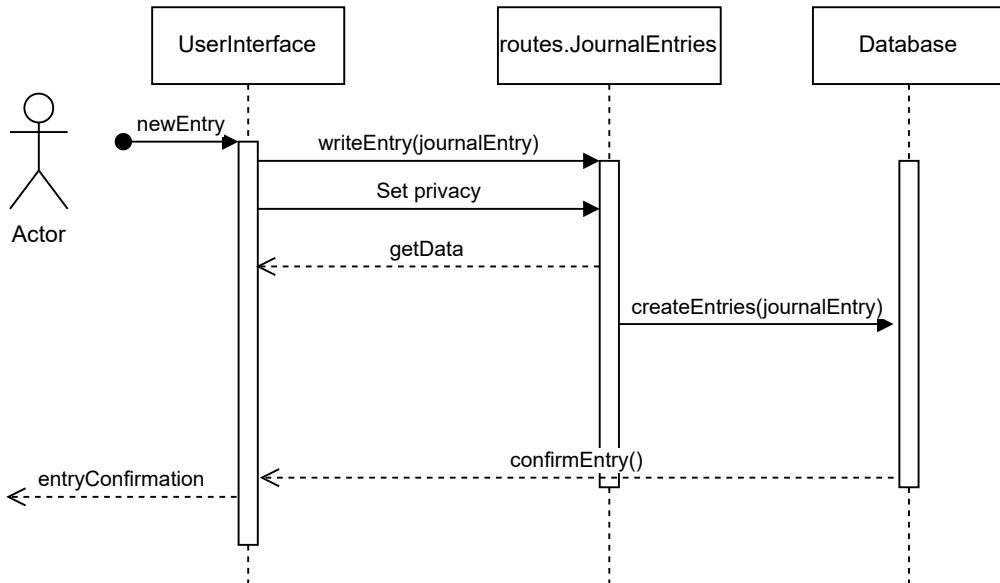 UserInterface
routes.JournalEntries
Database
newEntry
writeEntry(journalEntry)
Set privacy
Actor
getData
createEntries(journalEntry)
confirmEntry()
entryConfirmation